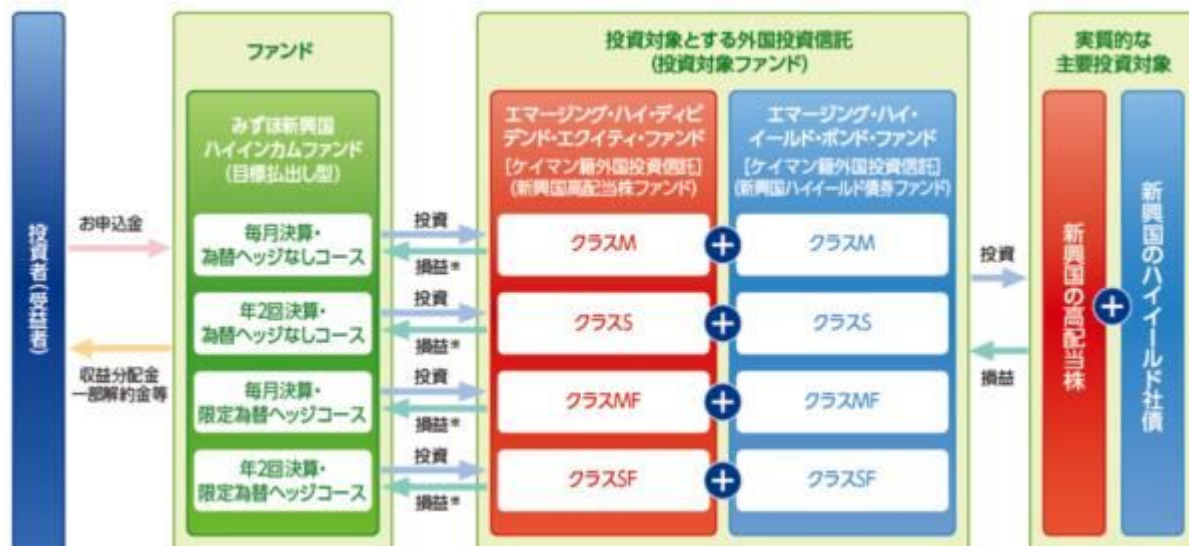 投資者(受益者)
お申込金
収益分配金
一部解約金等
ファンド
みずほ新興国
ハイインカムファンド
(目標払出し型)
毎月決算・
為替ヘッジなしコース
年2回決算・
為替ヘッジなしコース
毎月決算・
限定為替ヘッジコース
年2回決算・
限定為替ヘッジコース
投資
損益※
投資
損益※
投資
損益※
投資
損益※
投資対象とする外国投資信託
(投資対象ファンド)
エマージング・ハイ・ディビ
デンド・エクイティ・ファンド
[ケイマン籍外国投資信託]
(新興国高配当株ファンド)
クラスM
クラスS
クラスMF
クラスSF
+
+
+
+
エマージング・ハイ・
イールド・ボンド・ファンド
[ケイマン籍外国投資信託]
(新興国ハイイールド債券ファンド)
クラスM
クラスS
クラスMF
クラスSF
投資
損益
実質的な
主要投資対象
新興国の高配当株
+
新興国のハイイールド社債